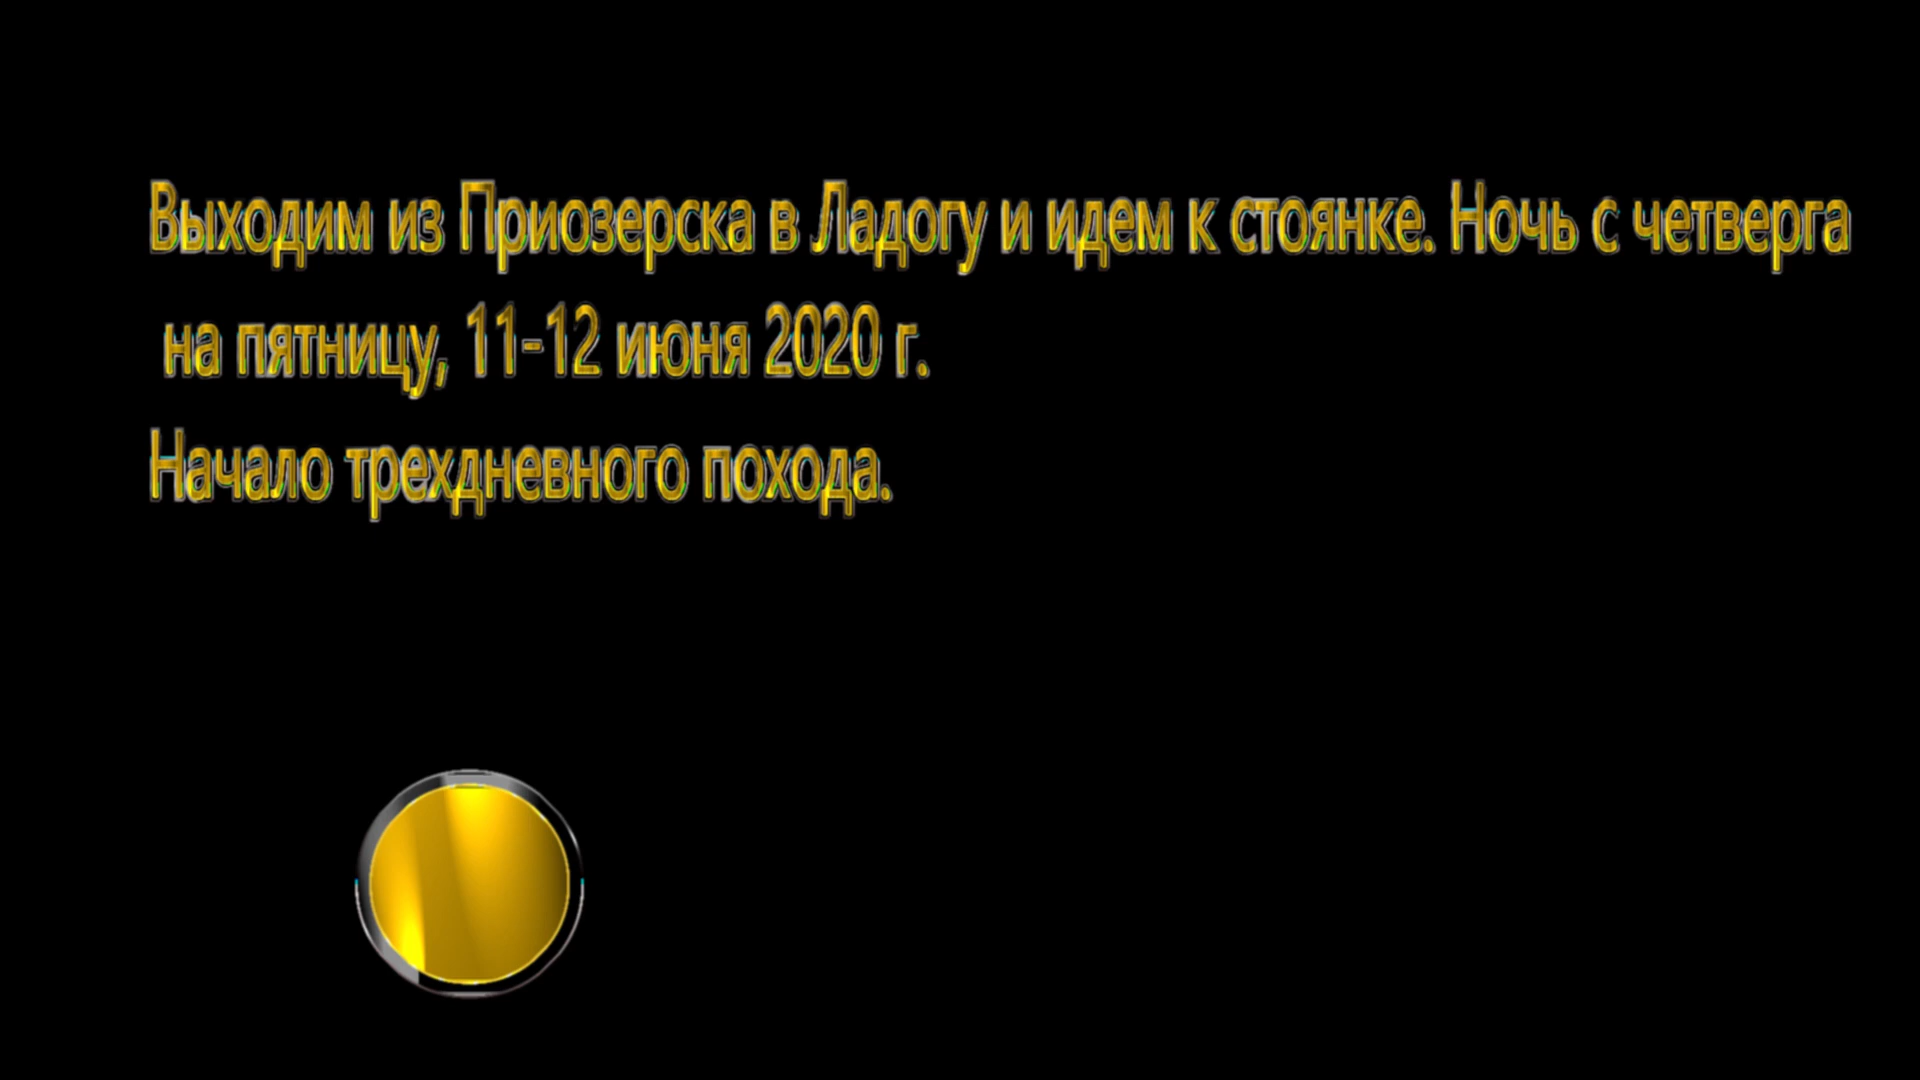 Выходим из Приозерска в Ладогу и идем к стоянке. Ночь с четверга
на пятницу, 11-12 июня 2020 г.
Начало трехдневного похода.